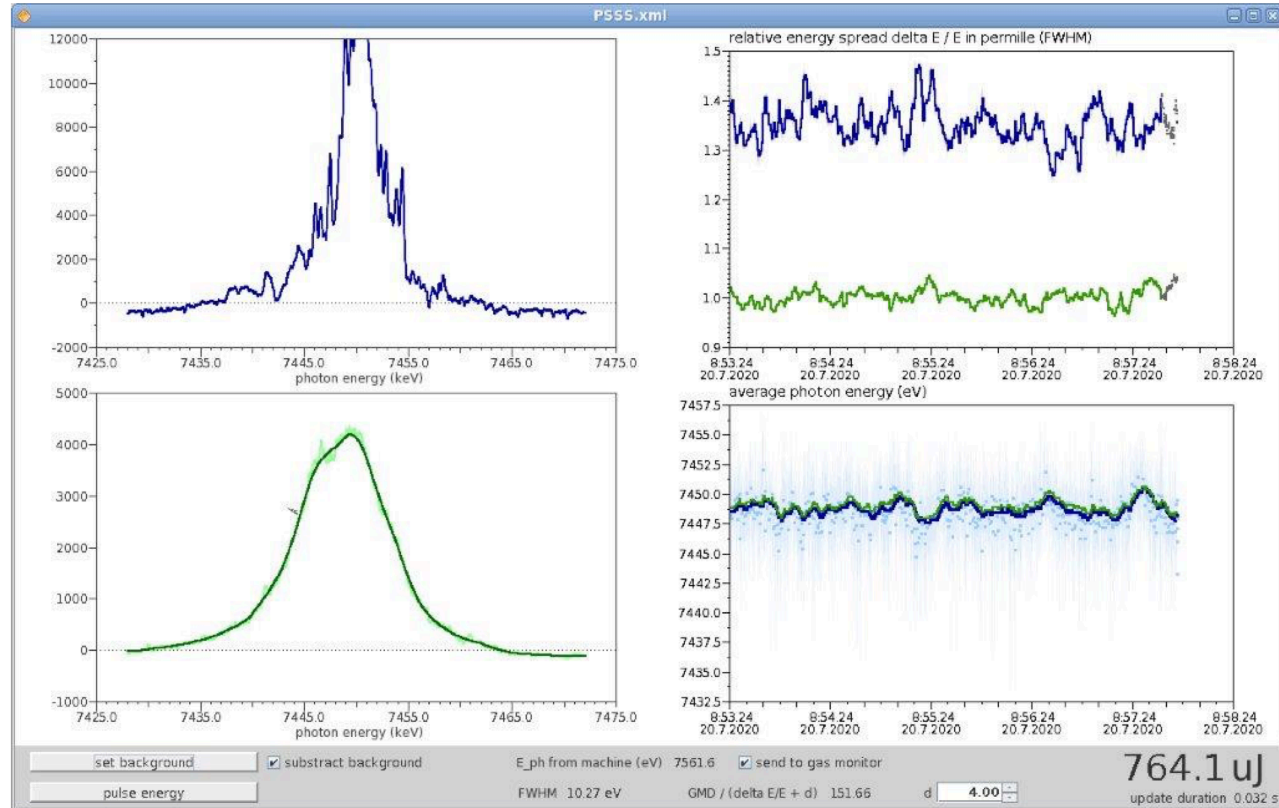 PSSS.xml
12000
10000
8000
6000
4000
2000
0
-2000
7425.0 7435.0 7445.0 7455.0 7465.0 7475.0
photon energy (keV)
relative energy spread delta E / E in permille (FWHM)
1.5
1.4
1.3
1.2
1.1
1.0
0.9
8:53:24 8:54:24 8:55:24 8:56:24 8:57:24 8:58:24
20.7.2020 20.7.2020 20.7.2020 20.7.2020 20.7.2020 20.7.2020
5000
4000
3000
2000
1000
0
-1000
7425.0 7435.0 7445.0 7455.0 7465.0 7475.0
photon energy (keV)
average photon energy (eV)
7457.5
7455.0
7452.5
7450.0
7447.5
7445.0
7442.5
7440.0
7437.5
7435.0
7432.5
8:53:24 8:54:24 8:55:24 8:56:24 8:57:24 8:58:24
20.7.2020 20.7.2020 20.7.2020 20.7.2020 20.7.2020 20.7.2020
set background substract background E_ph from machine (eV) 7561.6 send to gas monitor
764.1 uJ
pulse energy FWHM 10.27 eV GMD / (delta E/E + d) 151.66 d 4.00
update duration 0.032 s